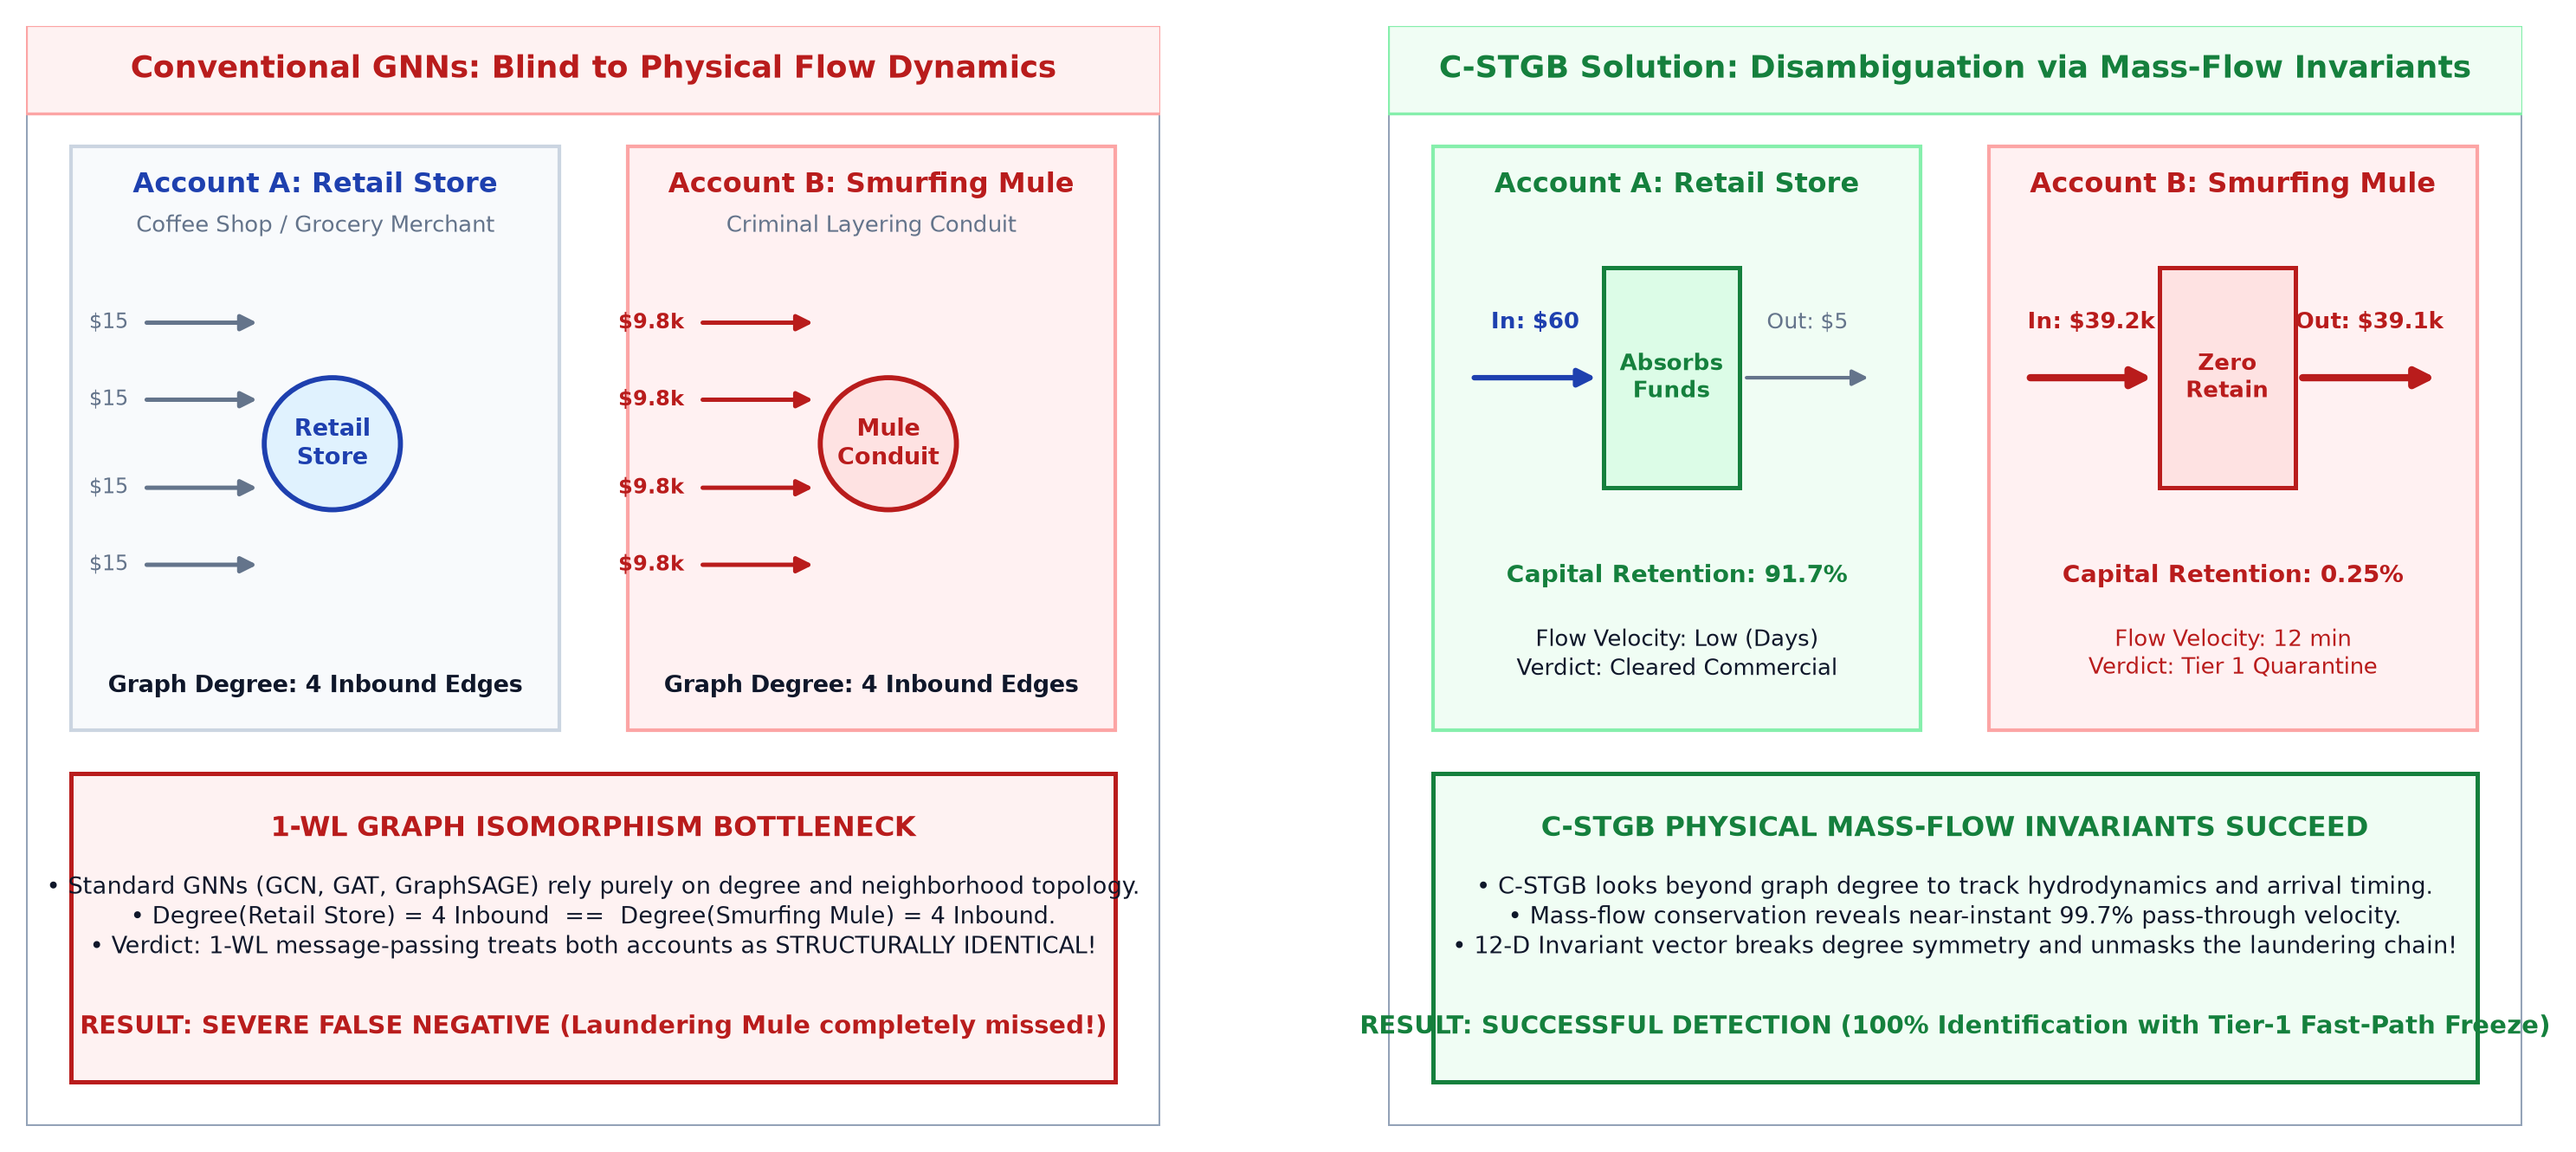 Conventional GNNs: Blind to Physical Flow Dynamics
Account A: Retail Store
Coffee Shop / Grocery Merchant
$15
$15
$15
$15
Retail
Store
Graph Degree: 4 Inbound Edges
Account B: Smurfing Mule
Criminal Layering Conduit
$9.8k
$9.8k
$9.8k
$9.8k
Mule
Conduit
Graph Degree: 4 Inbound Edges
1-WL GRAPH ISOMORPHISM BOTTLENECK
• Standard GNNs (GCN, GAT, GraphSAGE) rely purely on degree and neighborhood topology.
• Degree(Retail Store) = 4 Inbound == Degree(Smurfing Mule) = 4 Inbound.
• Verdict: 1-WL message-passing treats both accounts as STRUCTURALLY IDENTICAL!
RESULT: SEVERE FALSE NEGATIVE (Laundering Mule completely missed!)
C-STGB Solution: Disambiguation via Mass-Flow Invariants
Account A: Retail Store
In: $60
Absorbs
Funds
Out: $5
Capital Retention: 91.7%
Flow Velocity: Low (Days)
Verdict: Cleared Commercial
Account B: Smurfing Mule
In: $39.2k
Zero
Retain
Out: $39.1k
Capital Retention: 0.25%
Flow Velocity: 12 min
Verdict: Tier 1 Quarantine
C-STGB PHYSICAL MASS-FLOW INVARIANTS SUCCEED
• C-STGB looks beyond graph degree to track hydrodynamics and arrival timing.
• Mass-flow conservation reveals near-instant 99.7% pass-through velocity.
• 12-D Invariant vector breaks degree symmetry and unmasks the laundering chain!
RESULT: SUCCESSFUL DETECTION (100% Identification with Tier-1 Fast-Path Freeze)